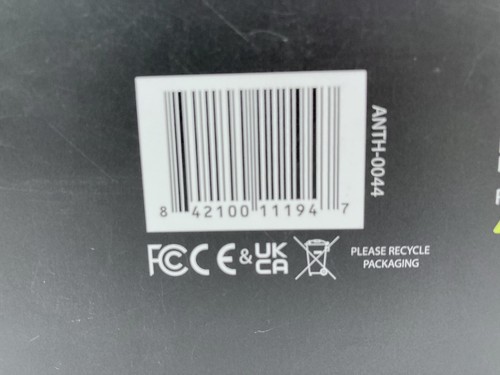 8 42100 11194 7
ANTH-0044
FC CE & UK
CA
PLEASE RECYCLE
PACKAGING